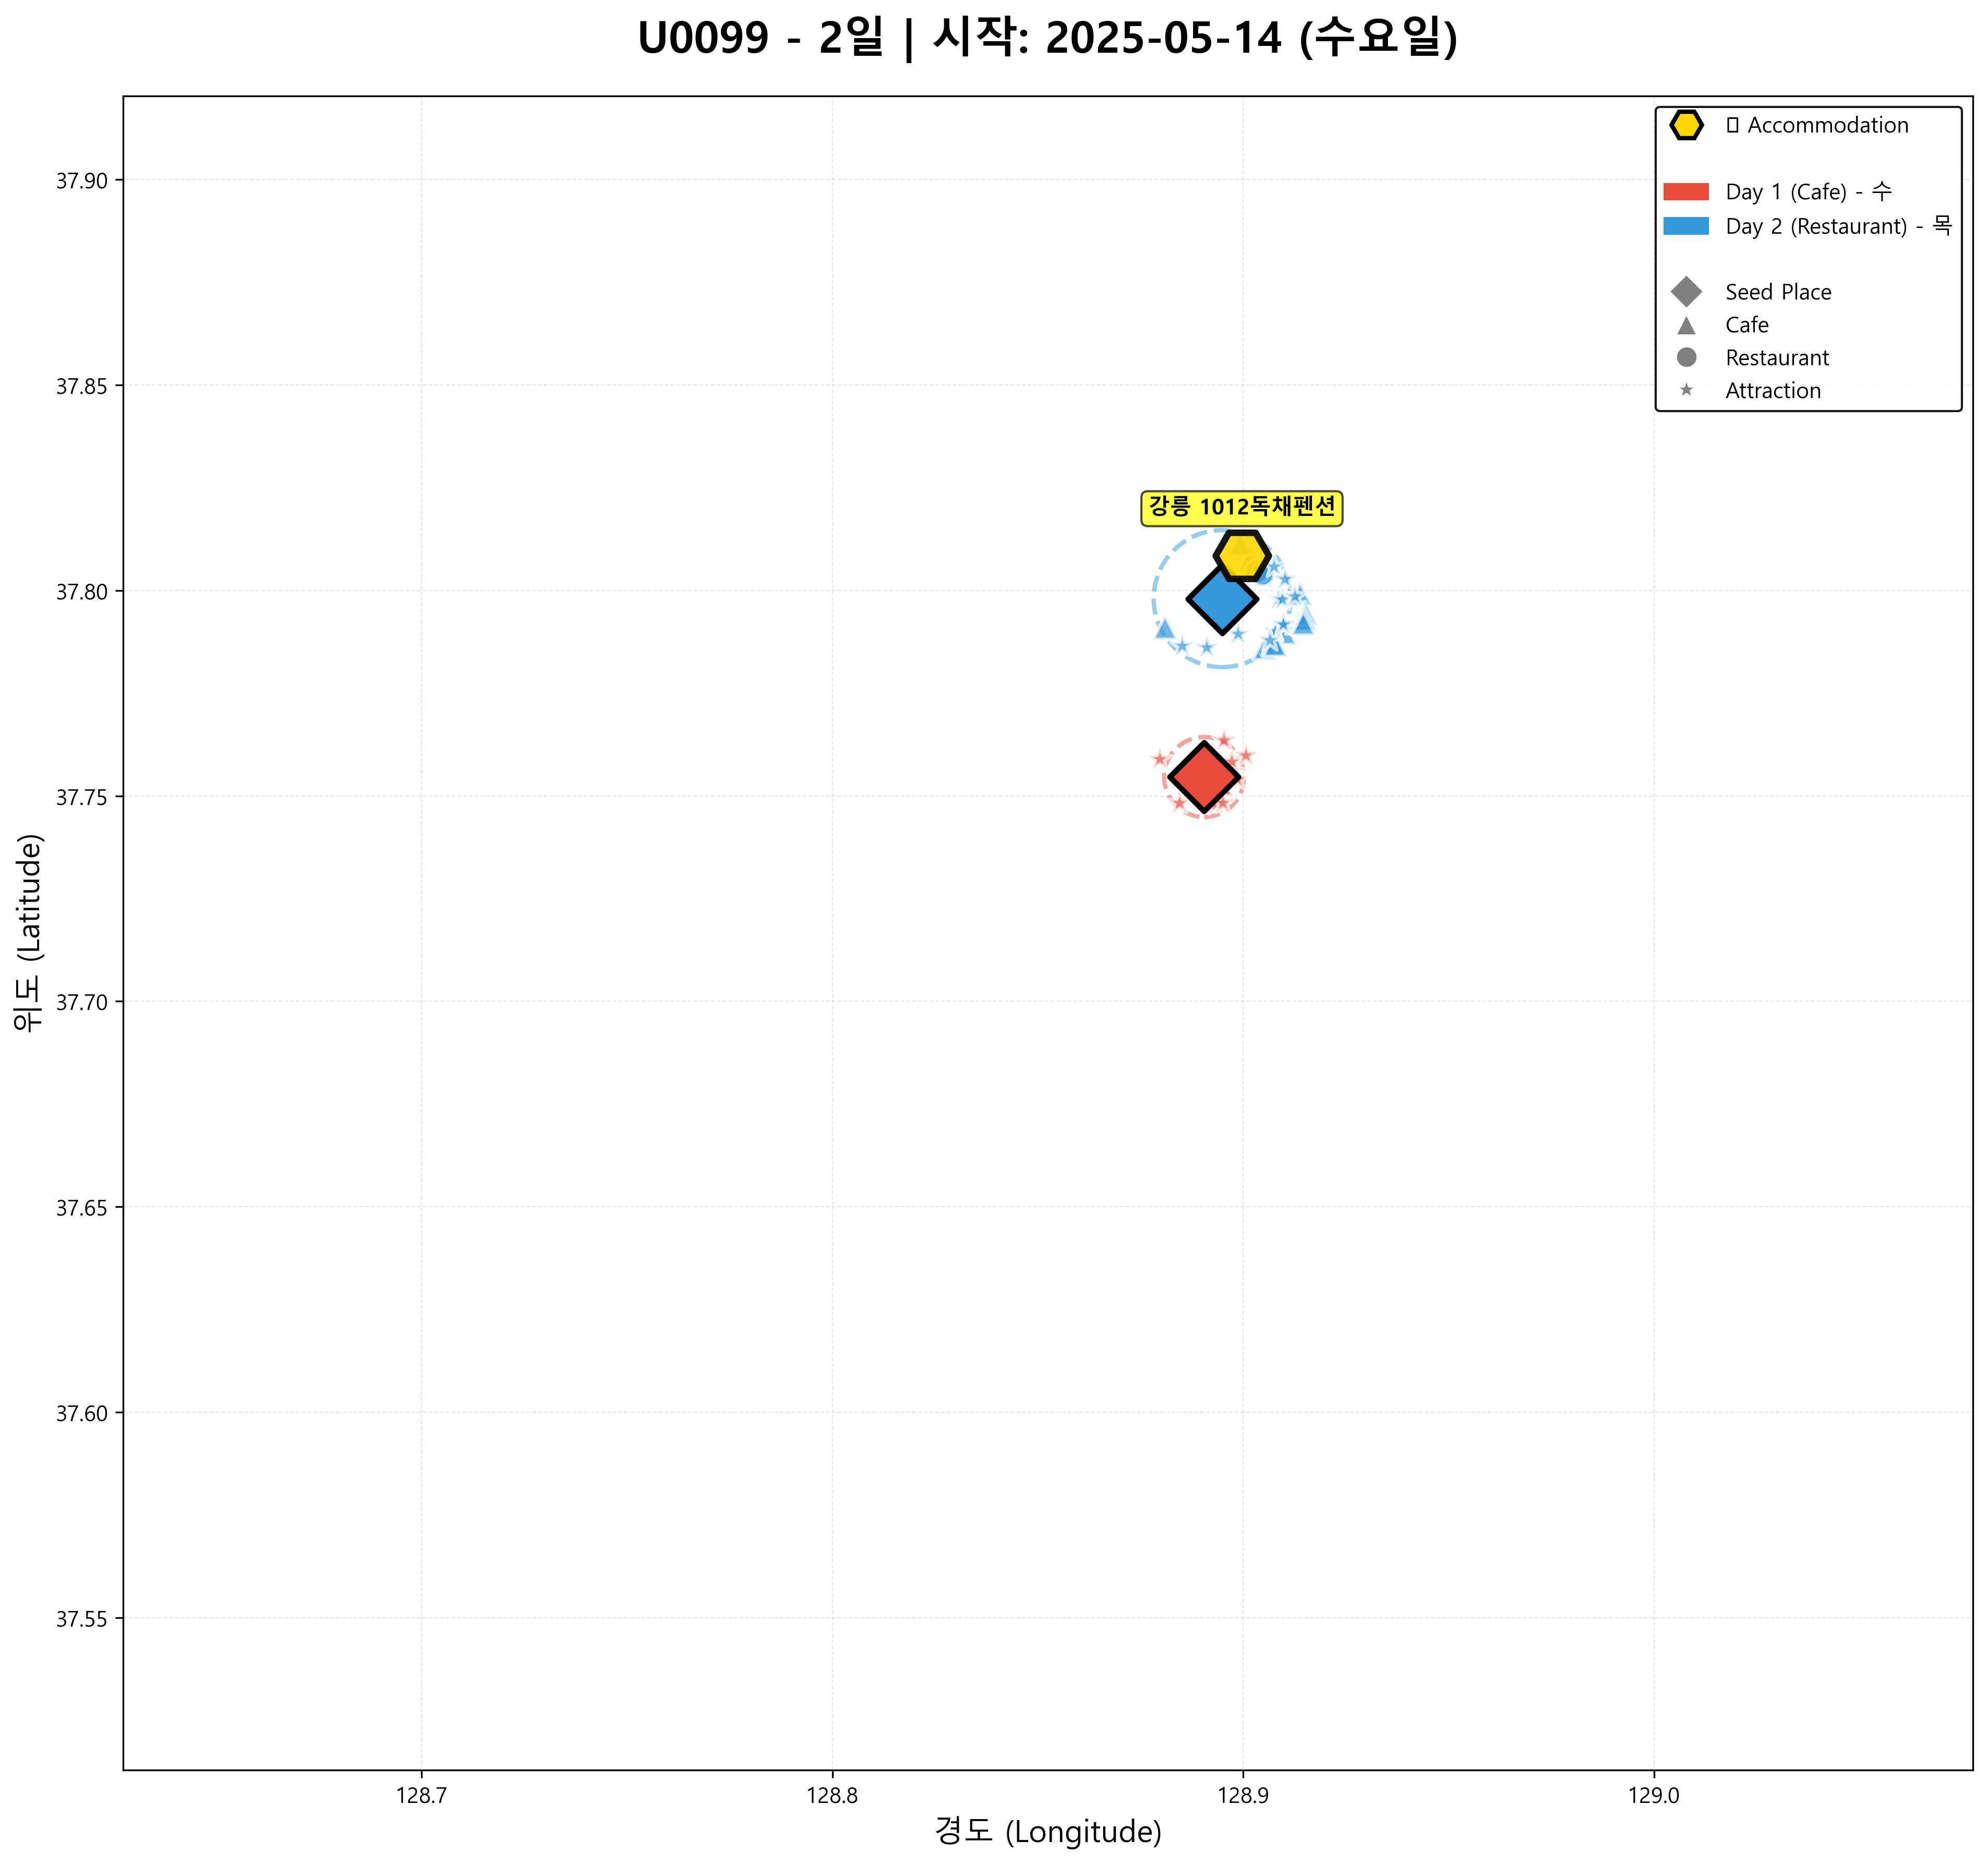 U0099 - 2일 | 시작: 2025-05-14 (수요일)
Accommodation
Day 1 (Cafe) - 수
Day 2 (Restaurant) - 목
Seed Place
Cafe
Restaurant
Attraction
강릉 1012독채펜션
37.90
37.85
37.80
37.75
37.70
37.65
37.60
37.55
위도 (Latitude)
128.7
128.8
128.9
129.0
경도 (Longitude)